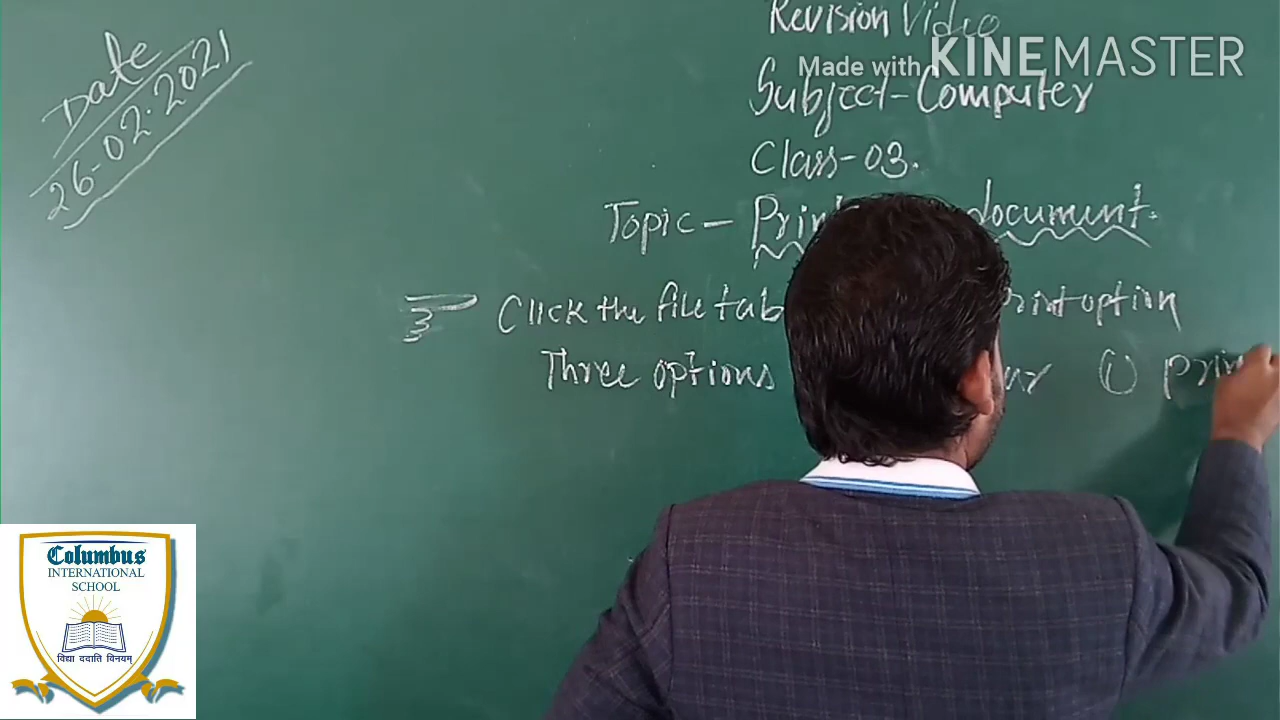 Date
26-02-2021
Revision Video
Made with KINEMASTER
Subject-Computer
Class-03.
Topic- document.
Click the file tab option
Three options (i)
Columbus
INTERNATIONAL
SCHOOL
विद्या ददाति विनयम्